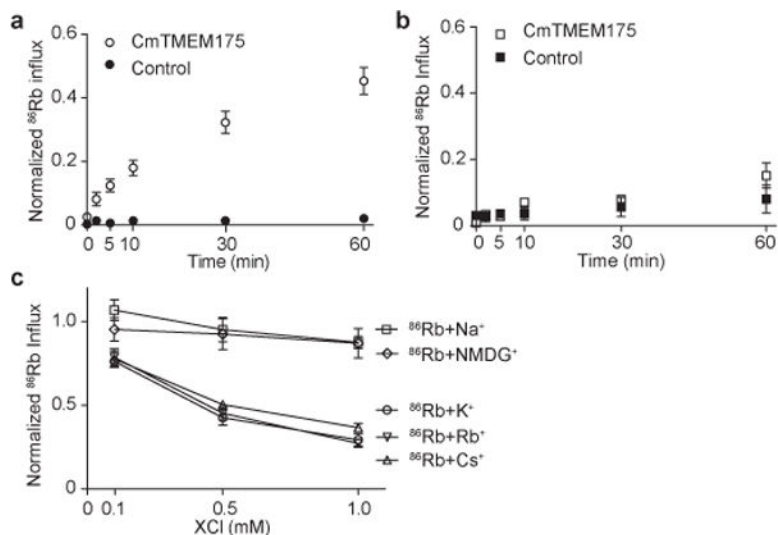 a
CmTMEM175
Control
Normalized ⁸⁶Rb influx
0.6
0.4
0.2
0
0 5 10 30 60
Time (min)
b
CmTMEM175
Control
Normalized ⁸⁶Rb Influx
0.6
0.4
0.2
0
0 5 10 30 60
Time (min)
c
Normalized ⁸⁶Rb Influx
1.0
0.5
0
0 0.1 0.5 1.0
XCl (mM)
⁸⁶Rb+Na⁺
⁸⁶Rb+NMDG⁺
⁸⁶Rb+K⁺
⁸⁶Rb+Rb⁺
⁸⁶Rb+Cs⁺